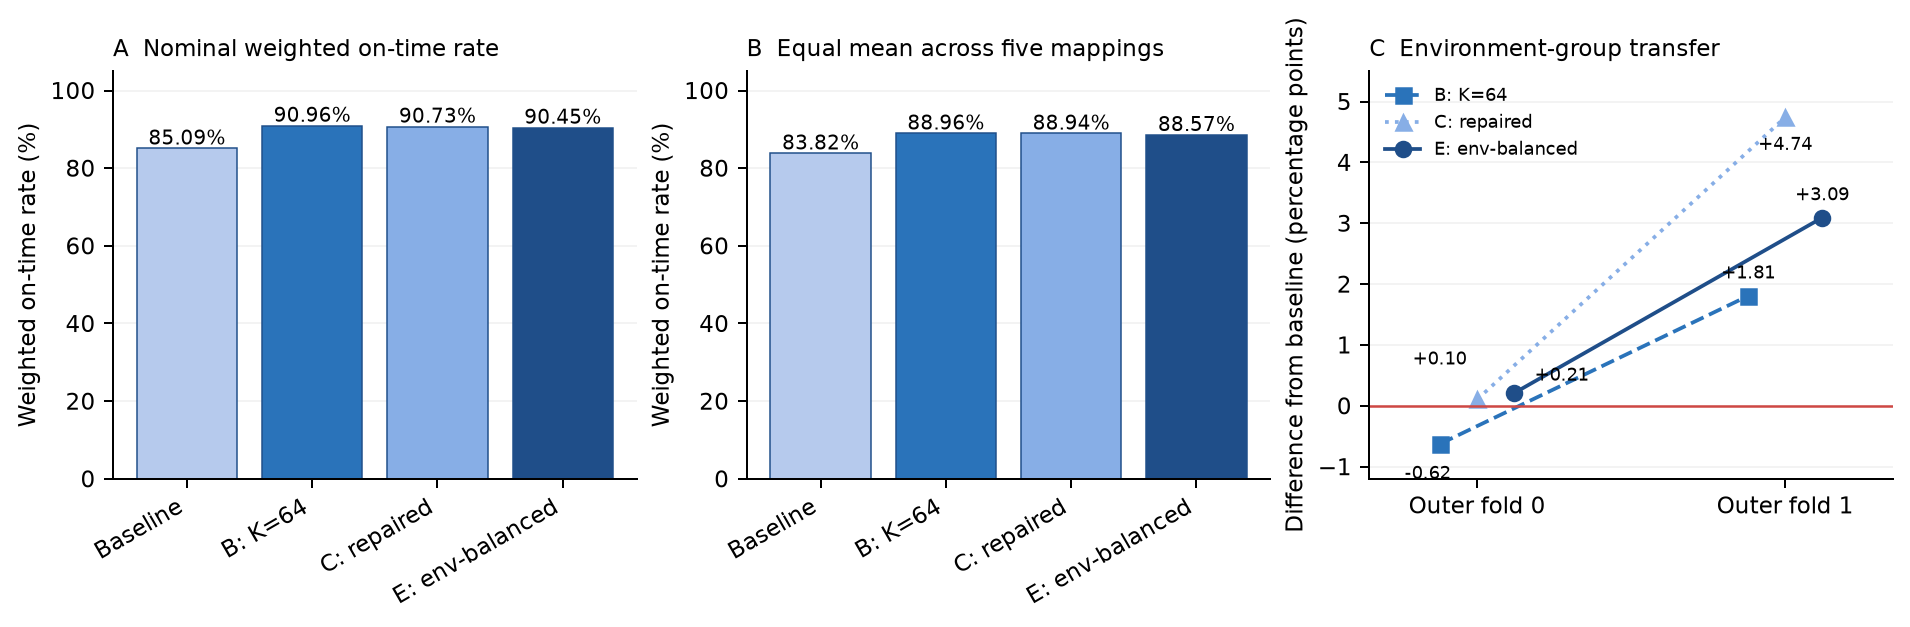 A  Nominal weighted on-time rate
Weighted on-time rate (%)
100
80
60
40
20
0
85.09%
90.96%
90.73%
90.45%
Baseline
B: K=64
C: repaired
E: env-balanced
B  Equal mean across five mappings
Weighted on-time rate (%)
100
80
60
40
20
0
83.82%
88.96%
88.94%
88.57%
Baseline
B: K=64
C: repaired
E: env-balanced
C  Environment-group transfer
Difference from baseline (percentage points)
5
4
3
2
1
0
−1
B: K=64
C: repaired
E: env-balanced
+4.74
+3.09
+1.81
+0.10
+0.21
-0.62
Outer fold 0
Outer fold 1